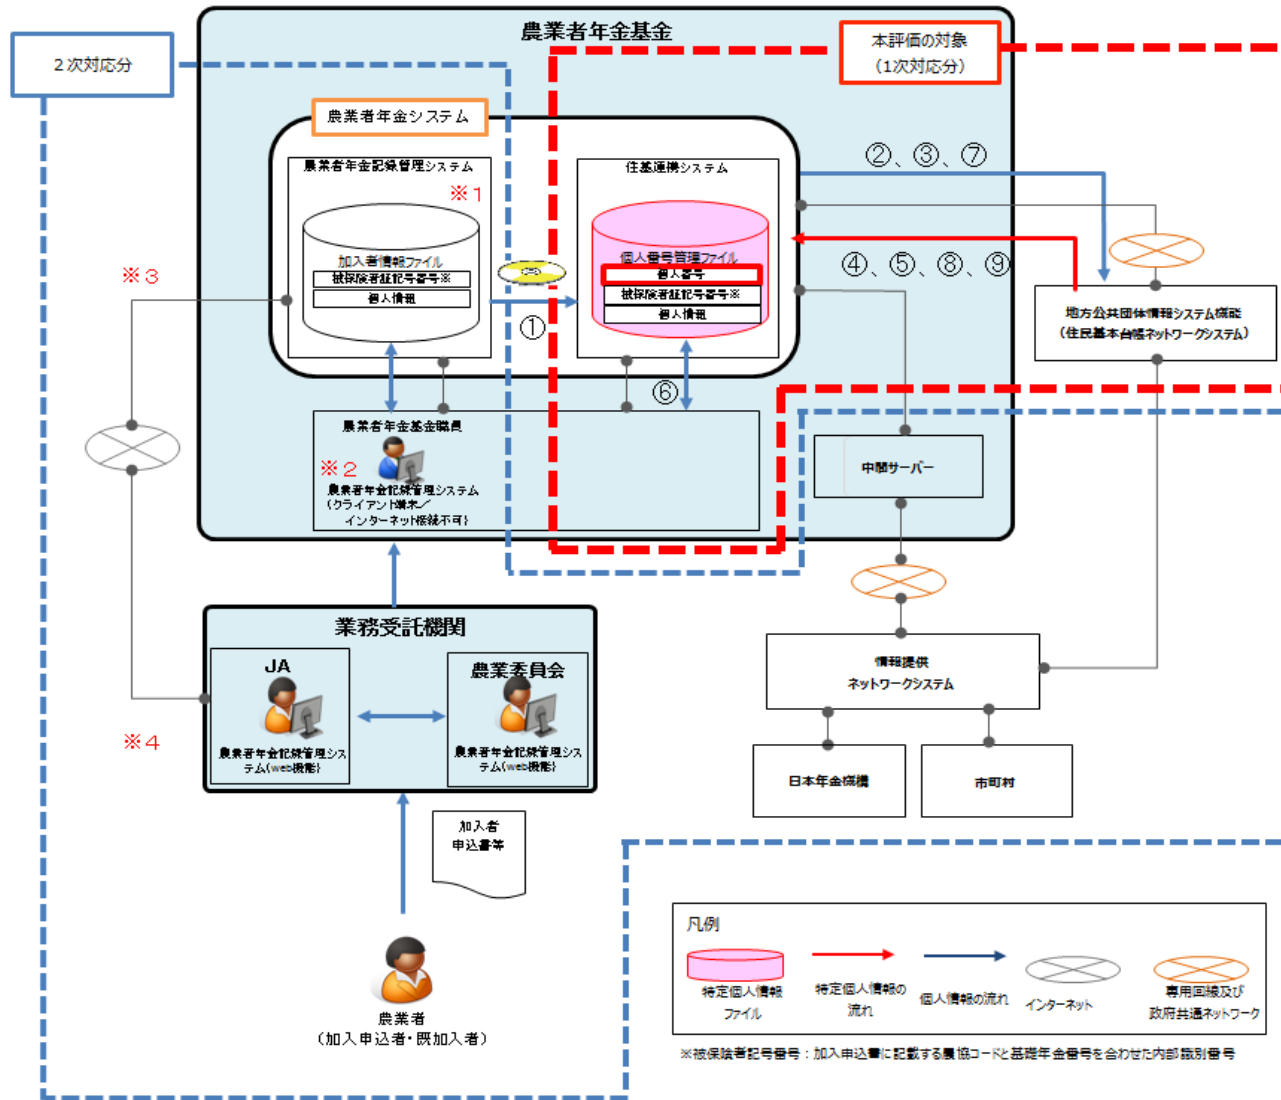 農業者年金基金
２次対応分
本評価の対象
（1次対応分）
農業者年金システム
農業者年金記録管理システム
※１
加入者情報ファイル
被保険者証記号番号※
個人情報
住基連携システム
個人番号管理ファイル
個人番号
被保険者証記号番号※
個人情報
①
②、③、⑦
④、⑤、⑧、⑨
⑥
※３
地方公共団体情報システム機能
（住民基本台帳ネットワークシステム）
農業者年金基金職員
※２
農業者年金記録管理システム
（クライアント端末／
インターネット接続不可）
中間サーバー
業務受託機関
JA
農業者年金記録管理シス
テム(web機能)
農業委員会
農業者年金記録管理シス
テム(web機能)
※４
情報提供
ネットワークシステム
日本年金機構
市町村
加入者
申込書等
農業者
（加入申込者・既加入者）
凡例
特定個人情報
ファイル
特定個人情報の
流れ
個人情報の流れ
インターネット
専用回線及び
政府共通ネットワーク
※被保険者記号番号：加入申込書に記載する農協コードと基礎年金番号を合わせた内部識別番号